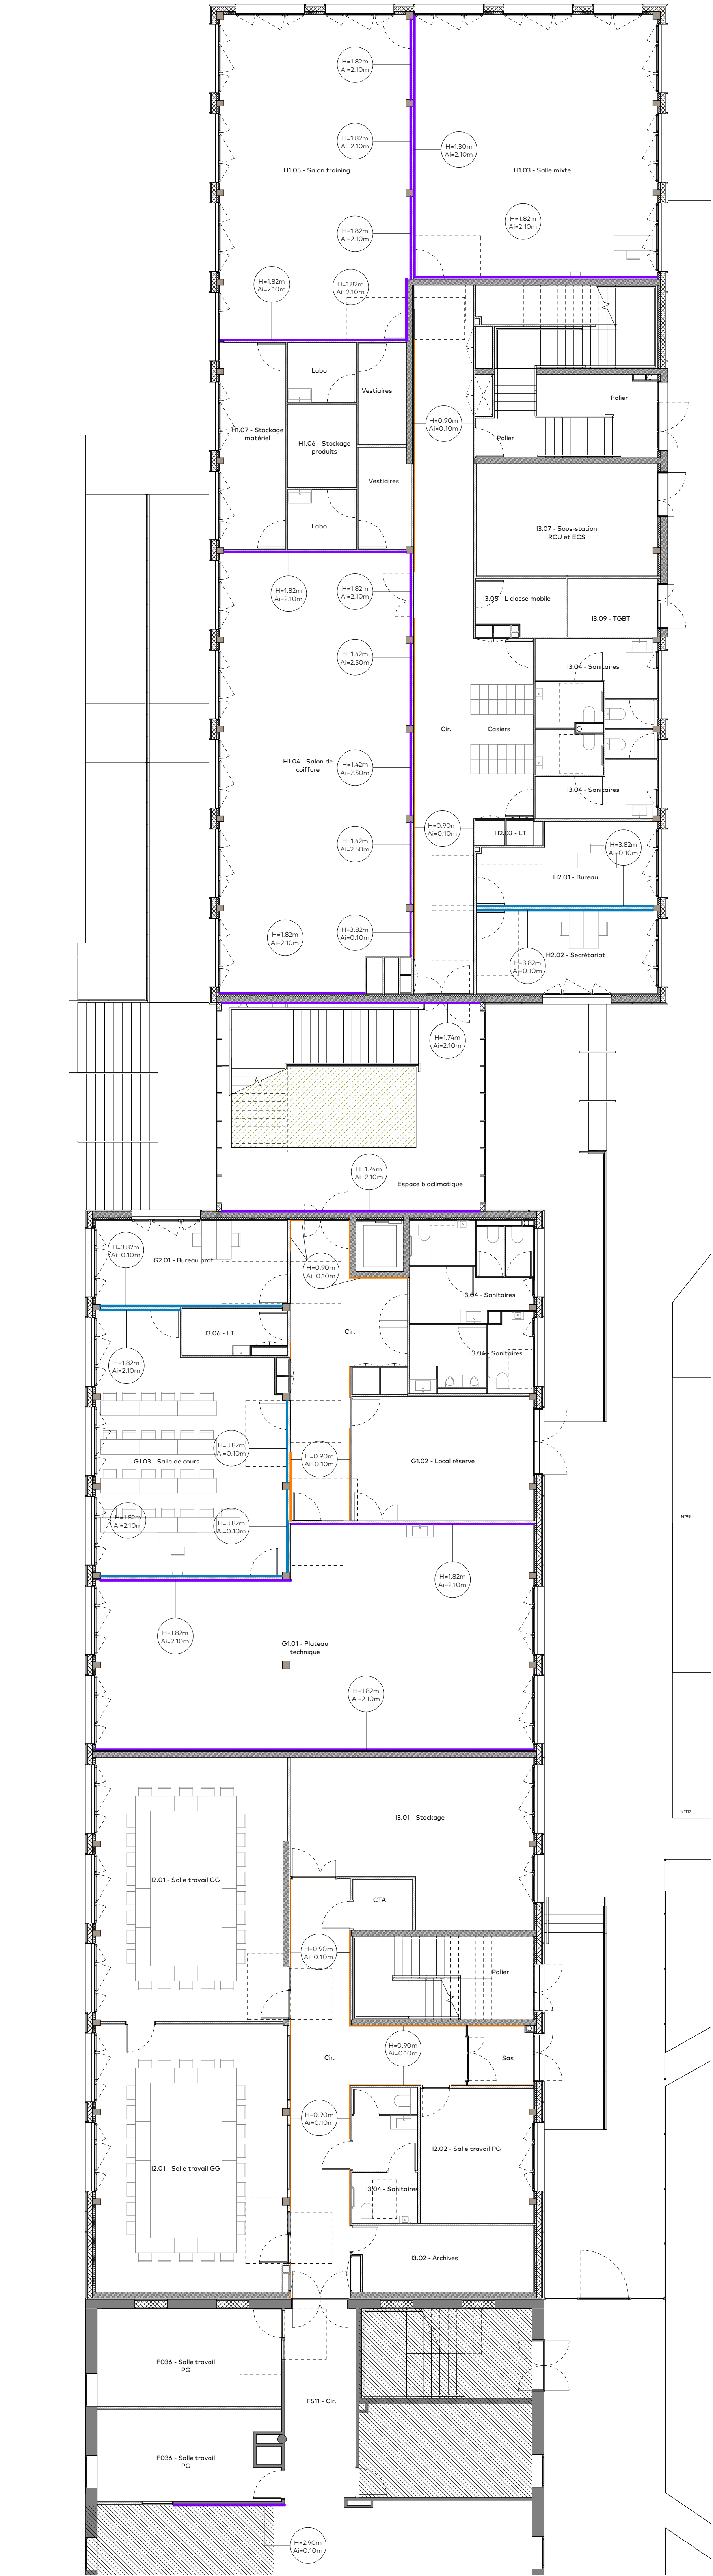 H=1.82m
Ai=2.10m
H=1.82m
Ai=2.10m
H=1.30m
Ai=2.10m
H1.05 - Salon training
H1.03 - Salle mixte
H=1.82m
Ai=2.10m
H=1.82m
Ai=2.10m
H=1.82m
Ai=2.10m
H=1.82m
Ai=2.10m
Labo
Vestiaires
Palier
H=0.90m
Ai=0.10m
H1.07 - Stockage
matériel
H1.06 - Stockage
produits
Palier
Vestiaires
Labo
I3.07 - Sous-station
RCU et ECS
H=1.82m
Ai=2.10m
H=1.82m
Ai=2.10m
I3.05 - L classe mobile
I3.09 - TGBT
H=1.42m
Ai=2.50m
I3.04 - Sanitaires
Cir.
Casiers
H1.04 - Salon de
coiffure
H=1.42m
Ai=2.50m
I3.04 - Sanitaires
H=0.90m
Ai=0.10m
H2.03 - LT
H=1.42m
Ai=2.50m
H=3.82m
Ai=0.10m
H2.01 - Bureau
H=1.82m
Ai=2.10m
H=3.82m
Ai=0.10m
H2.02 - Secrétariat
H=3.82m
Ai=0.10m
H=1.74m
Ai=2.10m
H=1.74m
Ai=2.10m
Espace bioclimatique
H=3.82m
Ai=0.10m
G2.01 - Bureau prof.
H=0.90m
Ai=0.10m
I3.04 - Sanitaires
I3.06 - LT
Cir.
I3.04 - Sanitaires
H=1.82m
Ai=2.10m
H=3.82m
Ai=0.10m
G1.03 - Salle de cours
H=0.90m
Ai=0.10m
G1.02 - Local réserve
H=1.82m
Ai=2.10m
H=3.82m
Ai=0.10m
N°99
H=1.82m
Ai=2.10m
H=1.82m
Ai=2.10m
G1.01 - Plateau
technique
H=1.82m
Ai=2.10m
N°117
I3.01 - Stockage
I2.01 - Salle travail GG
CTA
H=0.90m
Ai=0.10m
Palier
H=0.90m
Ai=0.10m
Cir.
Sas
H=0.90m
Ai=0.10m
I2.02 - Salle travail PG
I2.01 - Salle travail GG
I3.04 - Sanitaires
I3.02 - Archives
F036 - Salle travail
PG
FS11 - Cir.
F036 - Salle travail
PG
H=2.90m
Ai=0.10m